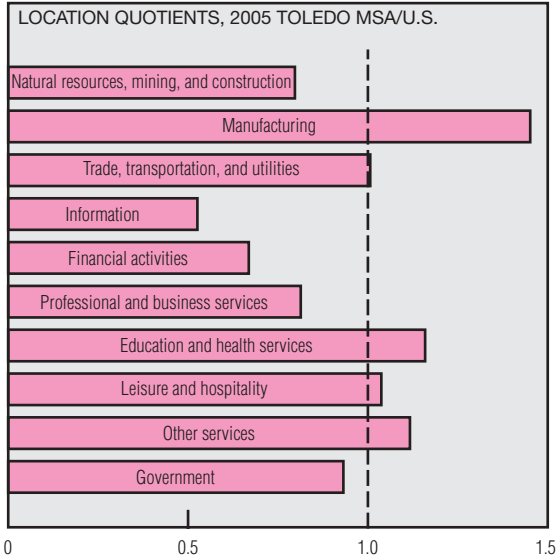 LOCATION QUOTIENTS, 2005 TOLEDO MSA/U.S.
Natural resources, mining, and construction
Manufacturing
Trade, transportation, and utilities
Information
Financial activities
Professional and business services
Education and health services
Leisure and hospitality
Other services
Government
0 0.5 1.0 1.5